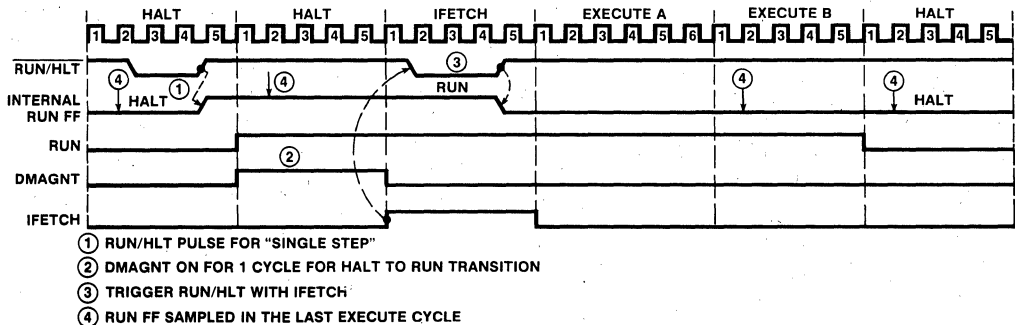 HALT HALT IFETCH EXECUTE A EXECUTE B HALT
1 2 3 4 5 1 2 3 4 5 1 2 3 4 5 1 2 3 4 5 6 1 2 3 4 5 6 1 2 3 4 5
RUN/HLT 3
4 1 4 RUN 4 4
INTERNAL HALT HALT
RUN FF
RUN
2
DMAGNT
IFETCH
1 RUN/HLT PULSE FOR "SINGLE STEP"
2 DMAGNT ON FOR 1 CYCLE FOR HALT TO RUN TRANSITION
3 TRIGGER RUN/HLT WITH IFETCH
4 RUN FF SAMPLED IN THE LAST EXECUTE CYCLE